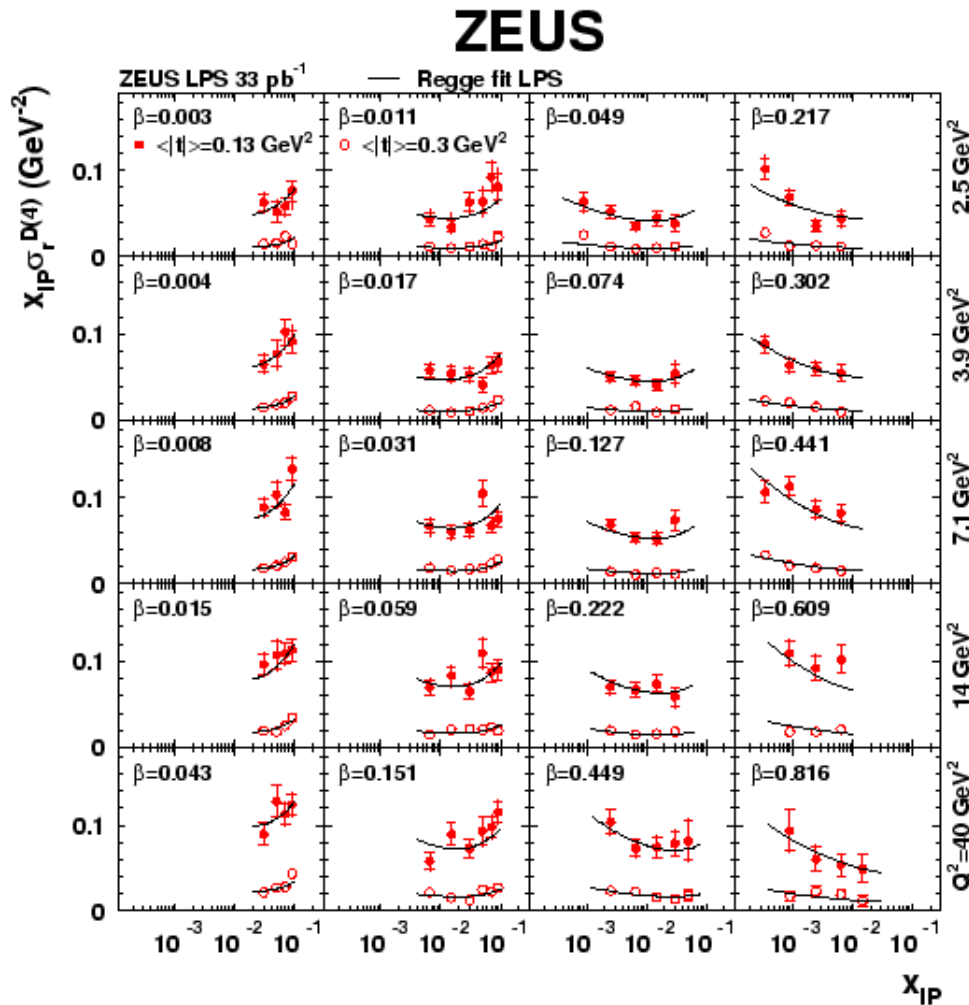 ZEUS
ZEUS LPS 33 pb⁻¹ — Regge fit LPS
x_IP σ_r^D(4) (GeV⁻²)
β=0.003 β=0.011 β=0.049 β=0.217
<|t|>=0.13 GeV² <|t|>=0.3 GeV²
0.1
0
2.5 GeV²
β=0.004 β=0.017 β=0.074 β=0.302
0.1
0
3.9 GeV²
β=0.008 β=0.031 β=0.127 β=0.441
0.1
0
7.1 GeV²
β=0.015 β=0.059 β=0.222 β=0.609
0.1
0
14 GeV²
β=0.043 β=0.151 β=0.449 β=0.816
0.1
0
Q²=40 GeV²
10⁻³ 10⁻² 10⁻¹ 10⁻³ 10⁻² 10⁻¹ 10⁻³ 10⁻² 10⁻¹ 10⁻³ 10⁻² 10⁻¹
x_IP